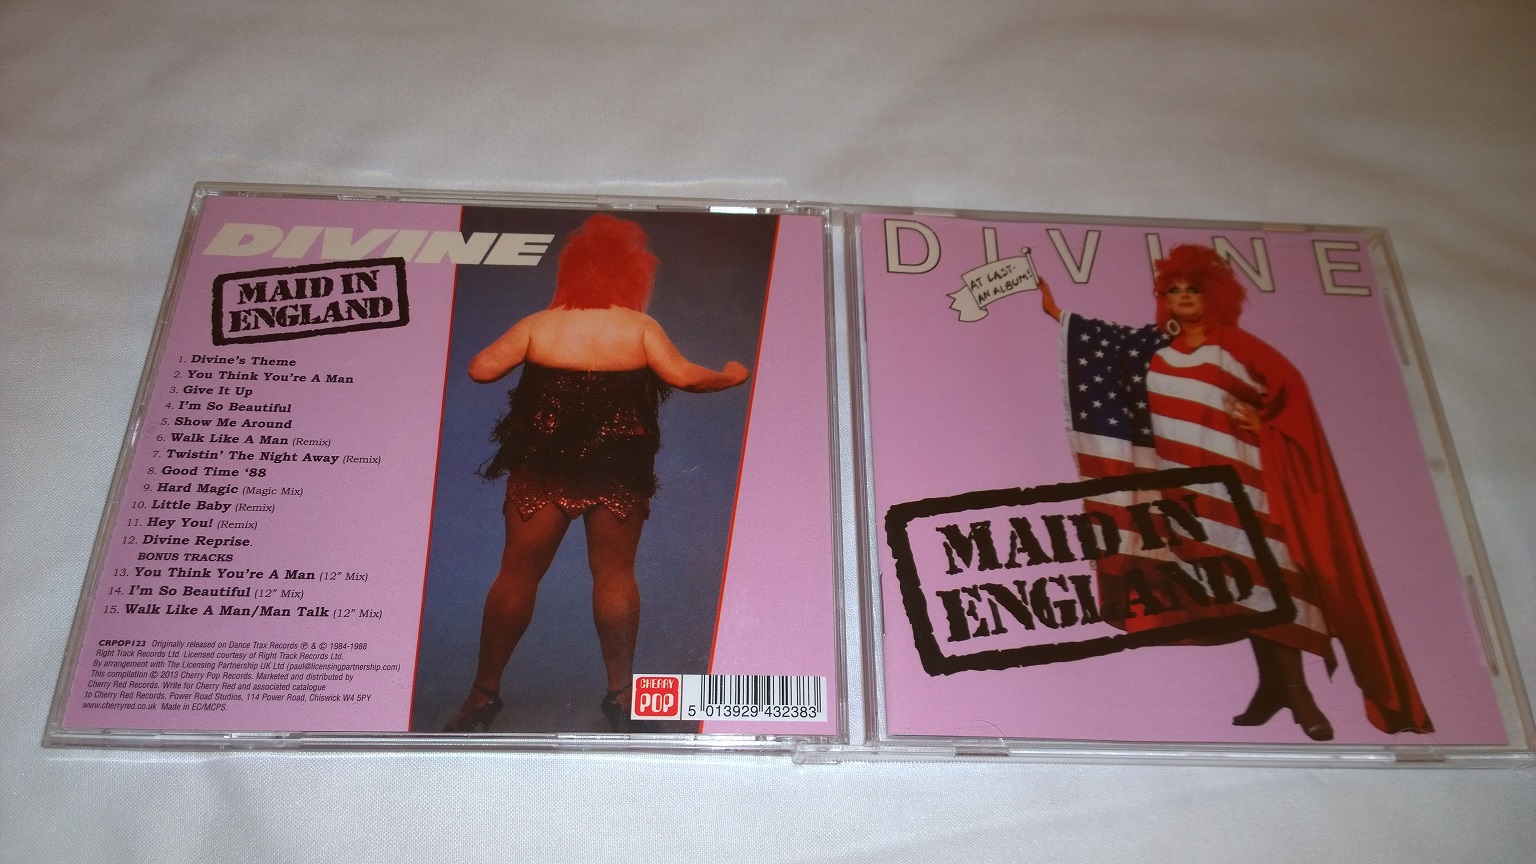 DIVINE
MAID IN
ENGLAND
1. Divine's Theme
2. You Think You're A Man
3. Give It Up
4. I'm So Beautiful
5. Show Me Around
6. Walk Like A Man (Remix)
7. Twistin' The Night Away (Remix)
8. Good Time '88
9. Hard Magic (Magic Mix)
10. Little Baby (Remix)
11. Hey You! (Remix)
12. Divine Reprise.
BONUS TRACKS
13. You Think You're A Man (12" Mix)
14. I'm So Beautiful (12" Mix)
15. Walk Like A Man/Man Talk (12" Mix)
CRPOP123 Originally released on Dance Trax Records ℗ & © 1984-1988
Right Track Records Ltd. Licensed courtesy of Right Track Records Ltd.
By arrangement with The Licensing Partnership UK Ltd (paul@licensingpartnership.com)
This compilation © 2013 Cherry Pop Records. Marketed and distributed by
Cherry Red Records. Write for Cherry Red and associated catalogue
to Cherry Red Records, Power Road Studios, 114 Power Road, Chiswick W4 5PY
www.cherryred.co.uk Made in EC/MCPS.
CHERRY
POP
5 013929 432383
DIVINE
AT LAST-
AN ALBUM!
MAID IN
ENGLAND